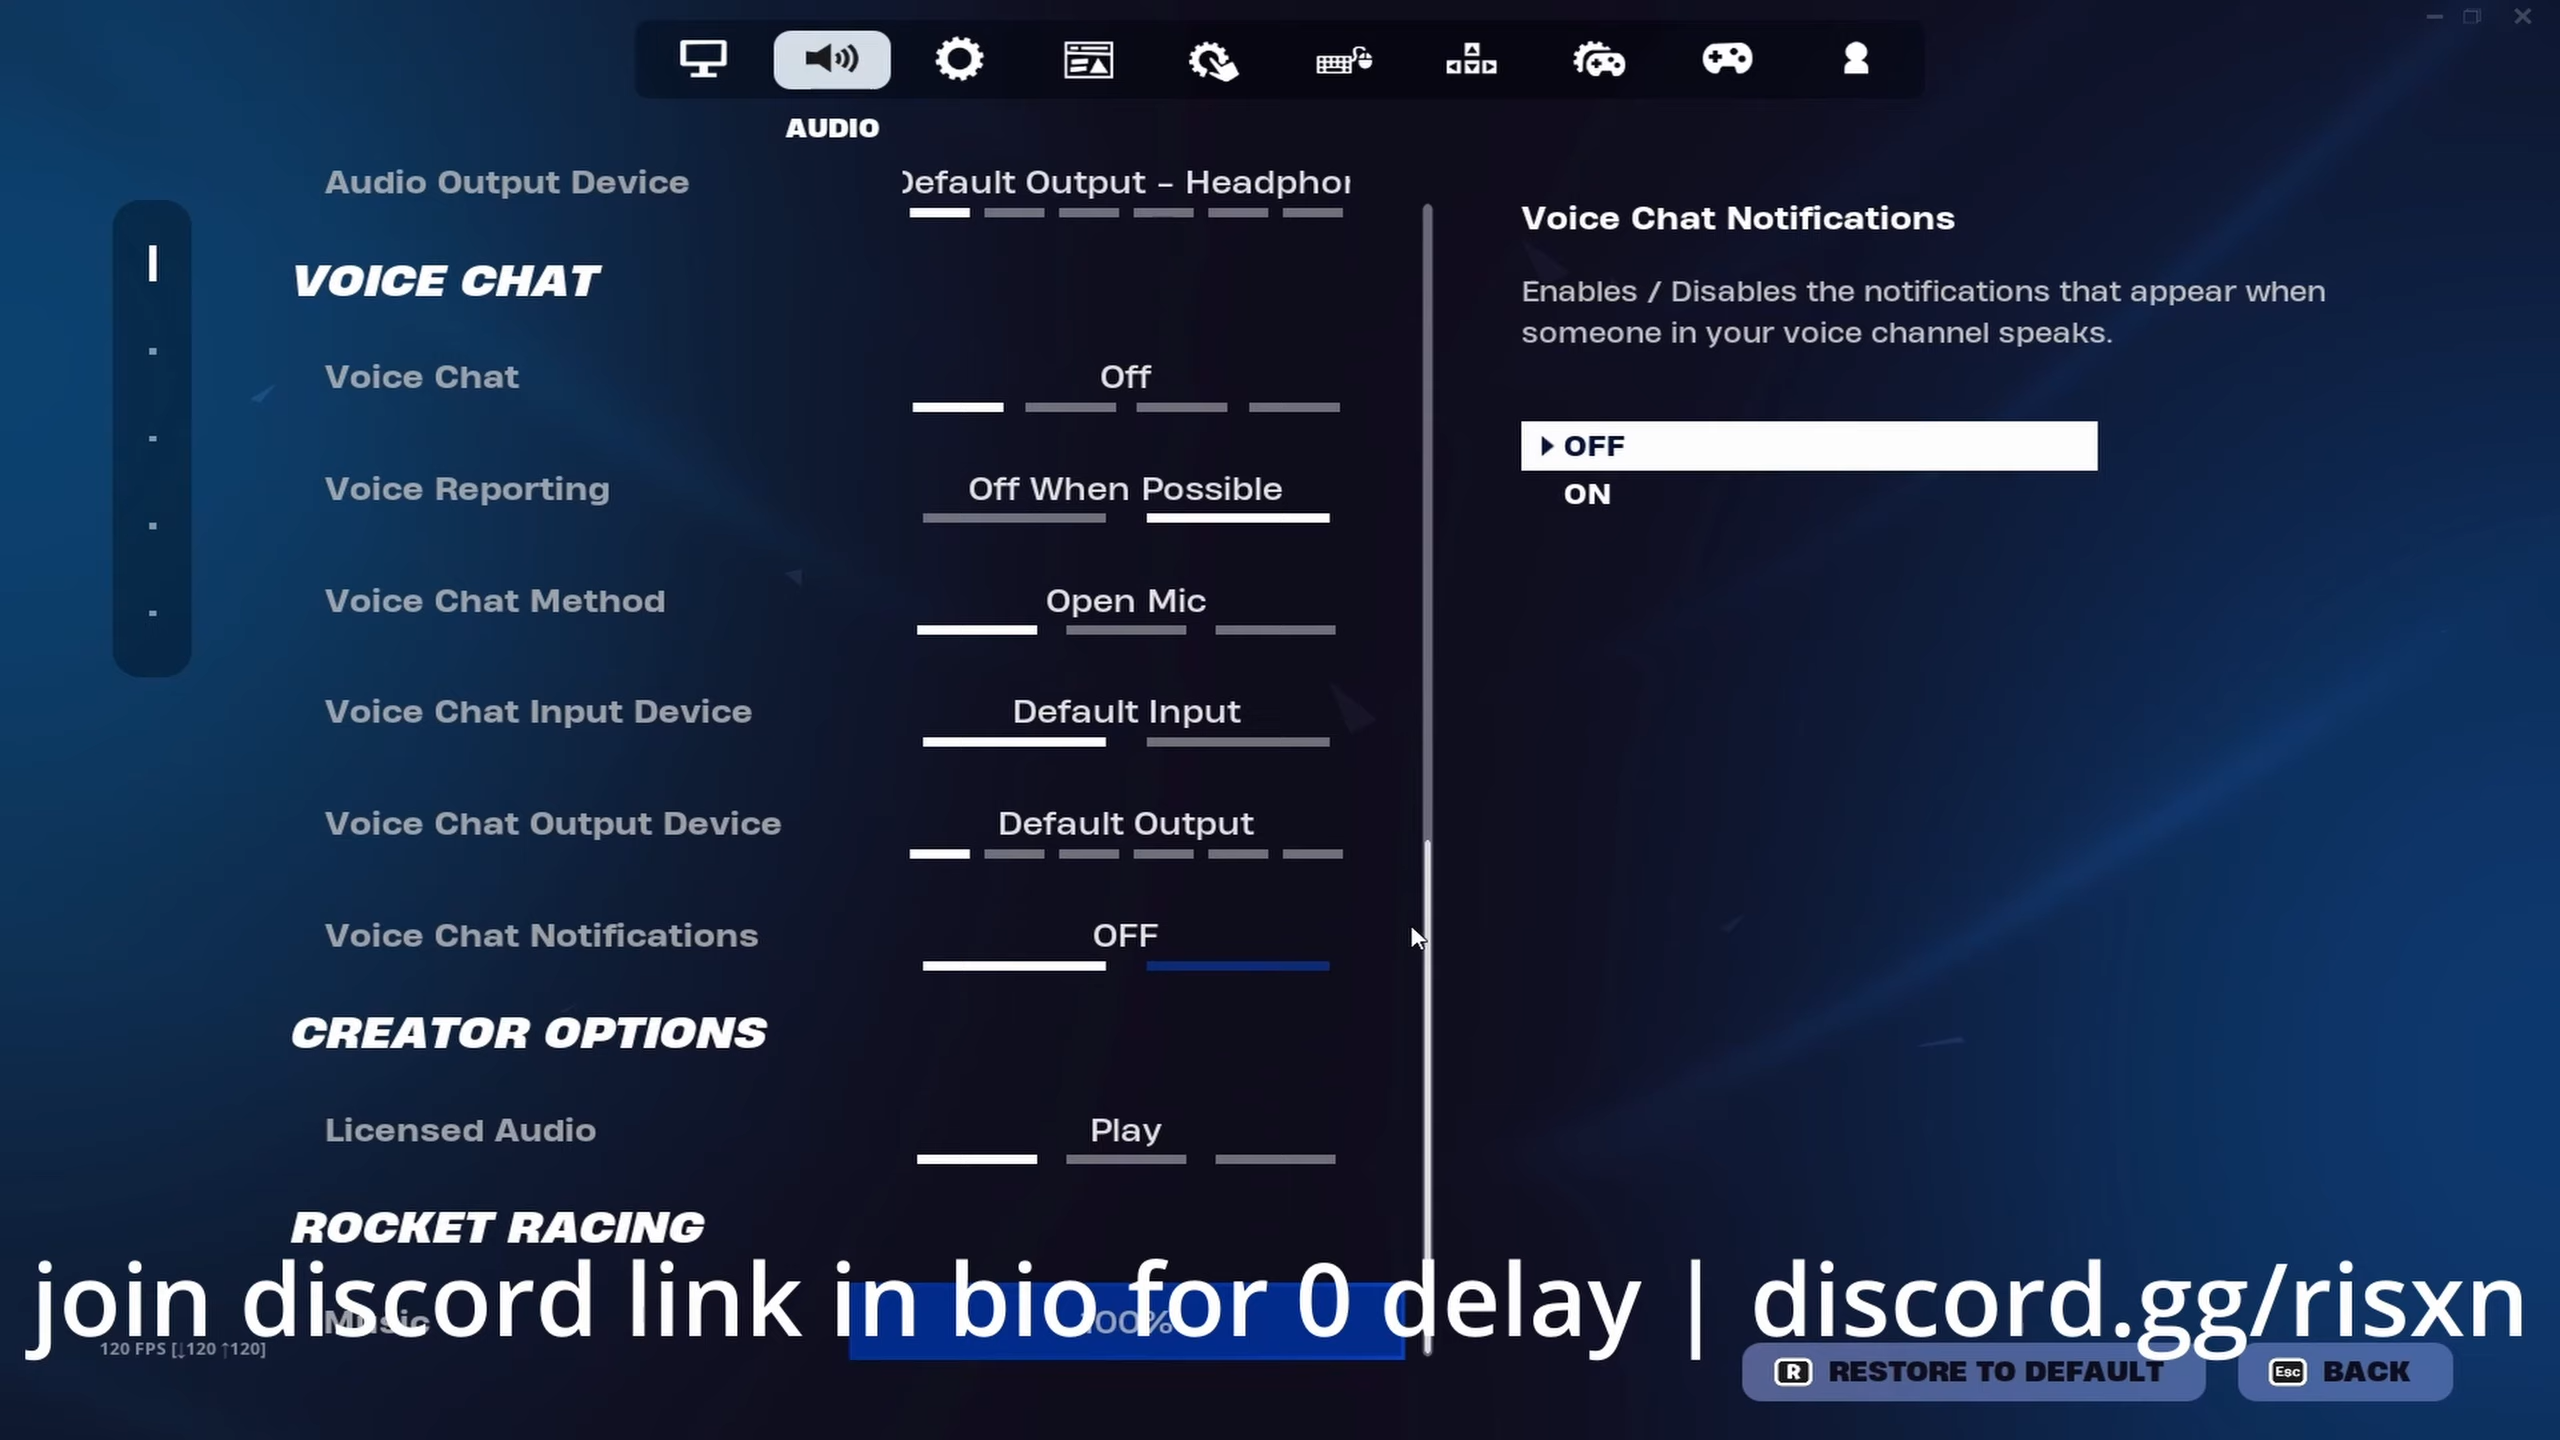 AUDIO
Audio Output Device
Default Output - Headphor
VOICE CHAT
Voice Chat
Off
Voice Reporting
Off When Possible
Voice Chat Method
Open Mic
Voice Chat Input Device
Default Input
Voice Chat Output Device
Default Output
Voice Chat Notifications
OFF
CREATOR OPTIONS
Licensed Audio
Play
ROCKET RACING
Music
100%
Voice Chat Notifications
Enables / Disables the notifications that appear when
someone in your voice channel speaks.
OFF
ON
join discord link in bio for 0 delay | discord.gg/risxn
120 FPS [↓120 ↑120]
R RESTORE TO DEFAULT
Esc BACK